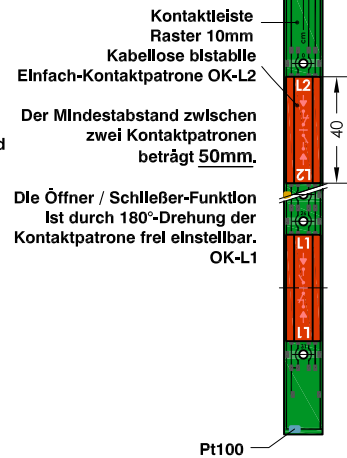 Kontaktleiste
Raster 10mm
Kabellose bistabile
Einfach-Kontaktpatrone OK-L2
Der Mindestabstand zwischen
zwei Kontaktpatronen
beträgt 50mm.
d
Die Öffner / Schließer-Funktion
ist durch 180°-Drehung der
Kontaktpatrone frei einstellbar.
OK-L1
Pt100
cm
L2
L2
40
L1
L1